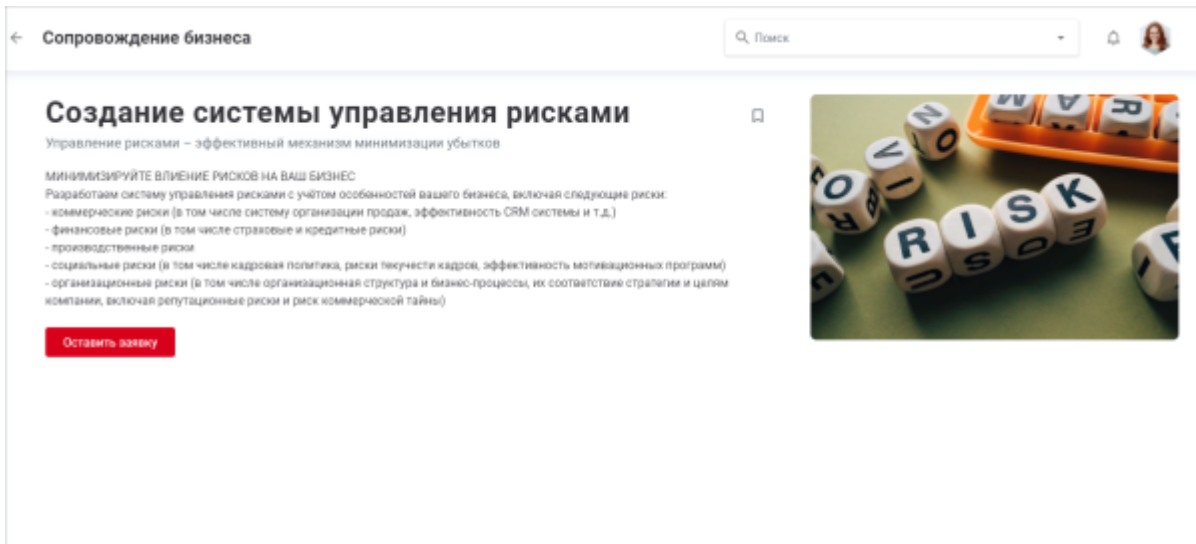 Сопровождение бизнеса
Поиск
Создание системы управления рисками
Управление рисками – эффективный механизм минимизации убытков
МИНИМИЗИРУЙТЕ ВЛИЕНИЕ РИСКОВ НА ВАШ БИЗНЕС
Разработаем систему управления рисками с учётом особенностей вашего бизнеса, включая следующие риски:
- коммерческие риски (в том числе систему организации продаж, эффективность CRM системы и т.д.)
- финансовые риски (в том числе страховые и кредитные риски)
- производственные риски
- социальные риски (в том числе кадровая политика, риски текучести кадров, эффективность мотивационных программ)
- организационные риски (в том числе организационная структура и бизнес-процессы, их соответствие стратегии и целям
компании, включая репутационные риски и риск коммерческой тайны)
Оставить заявку
RISK